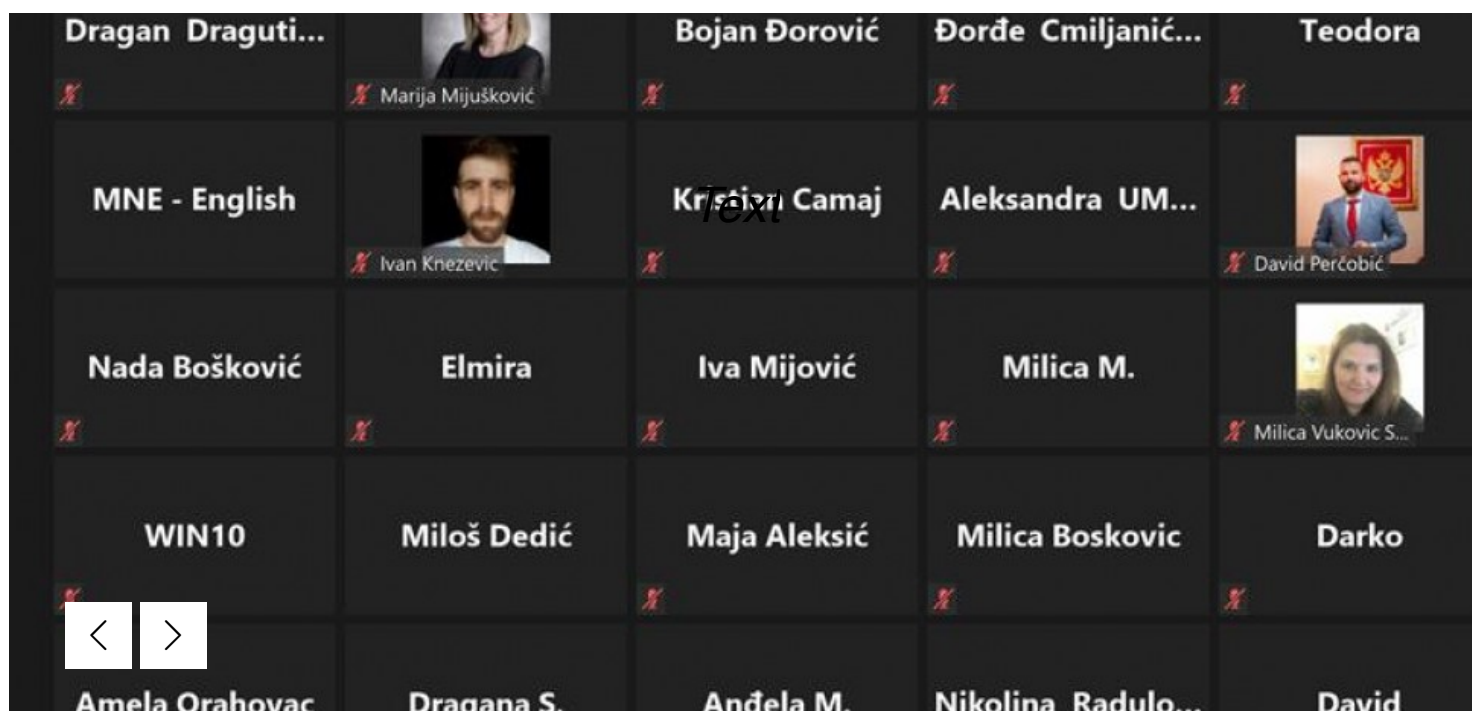 Dragan Draguti...
Marija Mijušković
Bojan Đorović
Đorđe Cmiljanić...
Teodora
MNE - English
Ivan Knezevic
Kristian Camaj
Text
Aleksandra UM...
David Perčobić
Nada Bošković
Elmira
Iva Mijović
Milica M.
Milica Vukovic S...
WIN10
Miloš Dedić
Maja Aleksić
Milica Boskovic
Darko
Amela Orahovac
Dragana S.
Anđela M.
Nikolina Radulo...
David